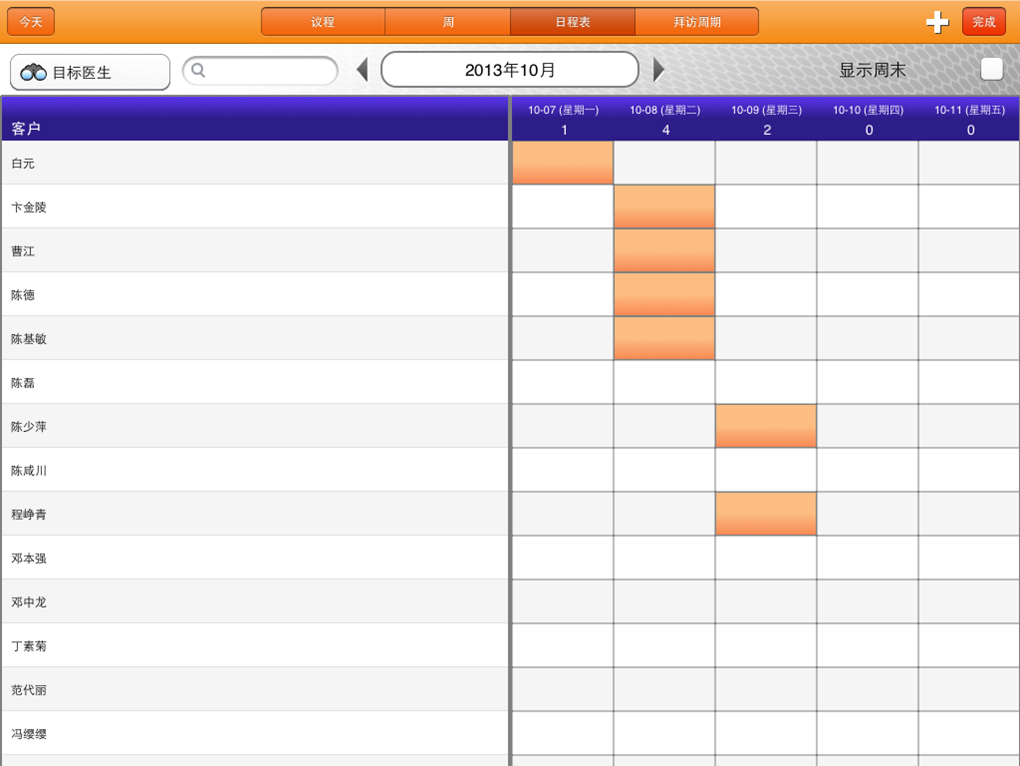 今天 议程 周 日程表 拜访周期 完成
目标医生 2013年10月 显示周末
10-07 (星期一) 10-08 (星期二) 10-09 (星期三) 10-10 (星期四) 10-11 (星期五)
客户 1 4 2 0 0
白元
卞金陵
曹江
陈德
陈基敏
陈磊
陈少萍
陈咸川
程峥青
邓本强
邓中龙
丁素菊
范代丽
冯缨缨